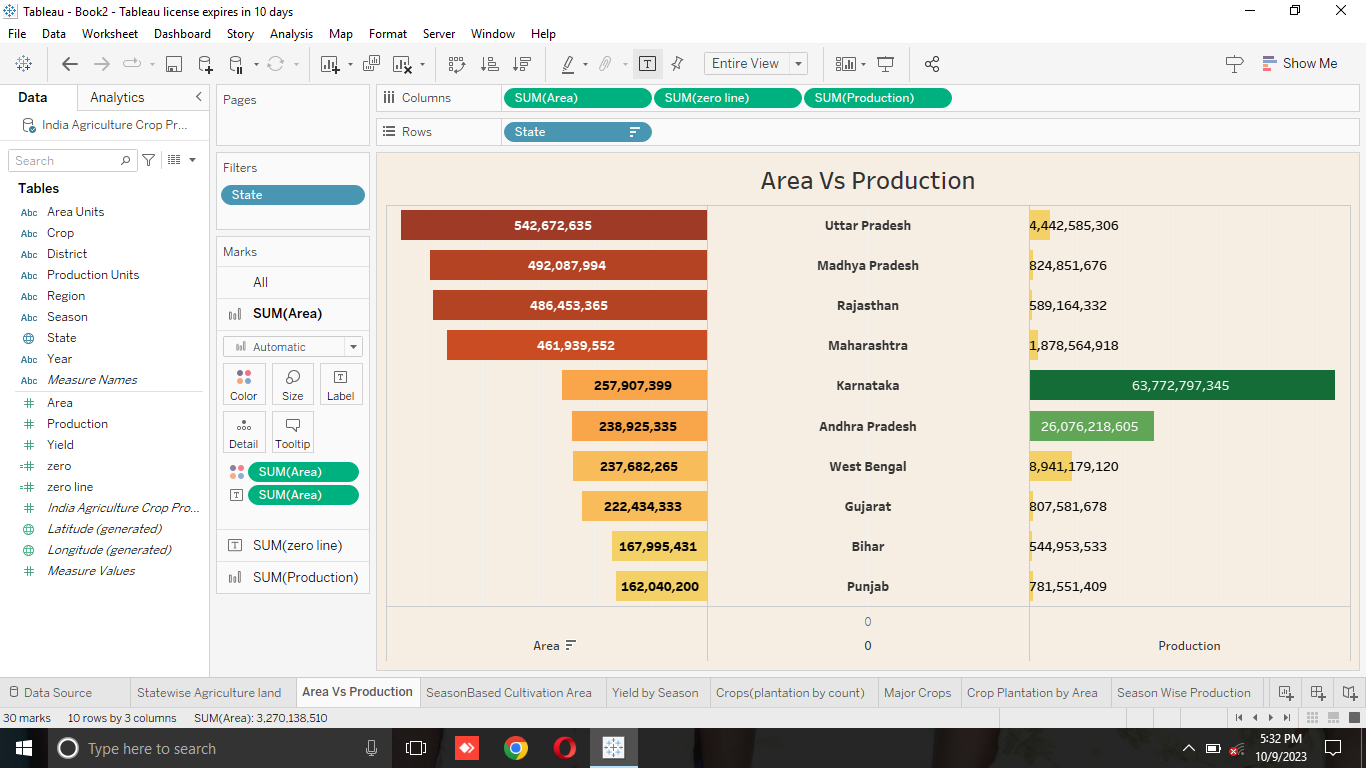 Tableau - Book2 - Tableau license expires in 10 days
File Data Worksheet Dashboard Story Analysis Map Format Server Window Help
Entire View
Show Me
Data Analytics
India Agriculture Crop Pr...
Search
Tables
Abc Area Units
Abc Crop
Abc District
Abc Production Units
Abc Region
Abc Season
State
Abc Year
Abc Measure Names
# Area
# Production
# Yield
=# zero
=# zero line
# India Agriculture Crop Pro...
Latitude (generated)
Longitude (generated)
# Measure Values
Pages
Filters
State
Marks
All
SUM(Area)
Automatic
Color Size Label
Detail Tooltip
SUM(Area)
SUM(Area)
SUM(zero line)
SUM(Production)
Columns SUM(Area) SUM(zero line) SUM(Production)
Rows State
Area Vs Production
542,672,635 Uttar Pradesh 4,442,585,306
492,087,994 Madhya Pradesh 824,851,676
486,453,365 Rajasthan 589,164,332
461,939,552 Maharashtra 1,878,564,918
257,907,399 Karnataka 63,772,797,345
238,925,335 Andhra Pradesh 26,076,218,605
237,682,265 West Bengal 8,941,179,120
222,434,333 Gujarat 807,581,678
167,995,431 Bihar 544,953,533
162,040,200 Punjab 781,551,409
0
Area 0 Production
Data Source Statewise Agriculture land Area Vs Production SeasonBased Cultivation Area Yield by Season Crops(plantation by count) Major Crops Crop Plantation by Area Season Wise Production
30 marks 10 rows by 3 columns SUM(Area): 3,270,138,510
Type here to search
5:32 PM
10/9/2023